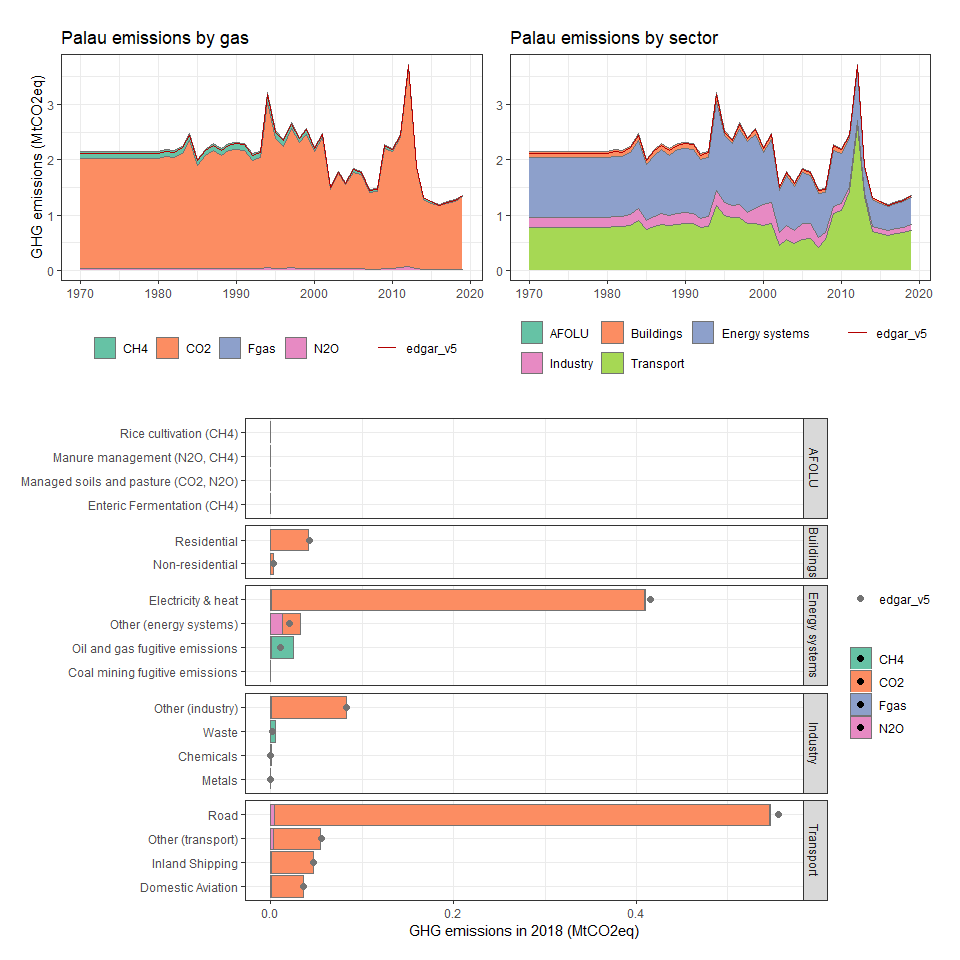 Palau emissions by gas
Palau emissions by sector
GHG emissions (MtCO2eq)
3
2
1
0
1970 1980 1990 2000 2010 2020
3
2
1
0
1970 1980 1990 2000 2010 2020
CH4 CO2 Fgas N2O edgar_v5
AFOLU Buildings Energy systems edgar_v5
Industry Transport
Rice cultivation (CH4)
Manure management (N2O, CH4)
Managed soils and pasture (CO2, N2O)
Enteric Fermentation (CH4)
AFOLU
Residential
Non-residential
Buildings
Electricity & heat
Other (energy systems)
Oil and gas fugitive emissions
Coal mining fugitive emissions
Energy systems
Other (industry)
Waste
Chemicals
Metals
Industry
Road
Other (transport)
Inland Shipping
Domestic Aviation
Transport
0.0 0.2 0.4
GHG emissions in 2018 (MtCO2eq)
edgar_v5
CH4
CO2
Fgas
N2O